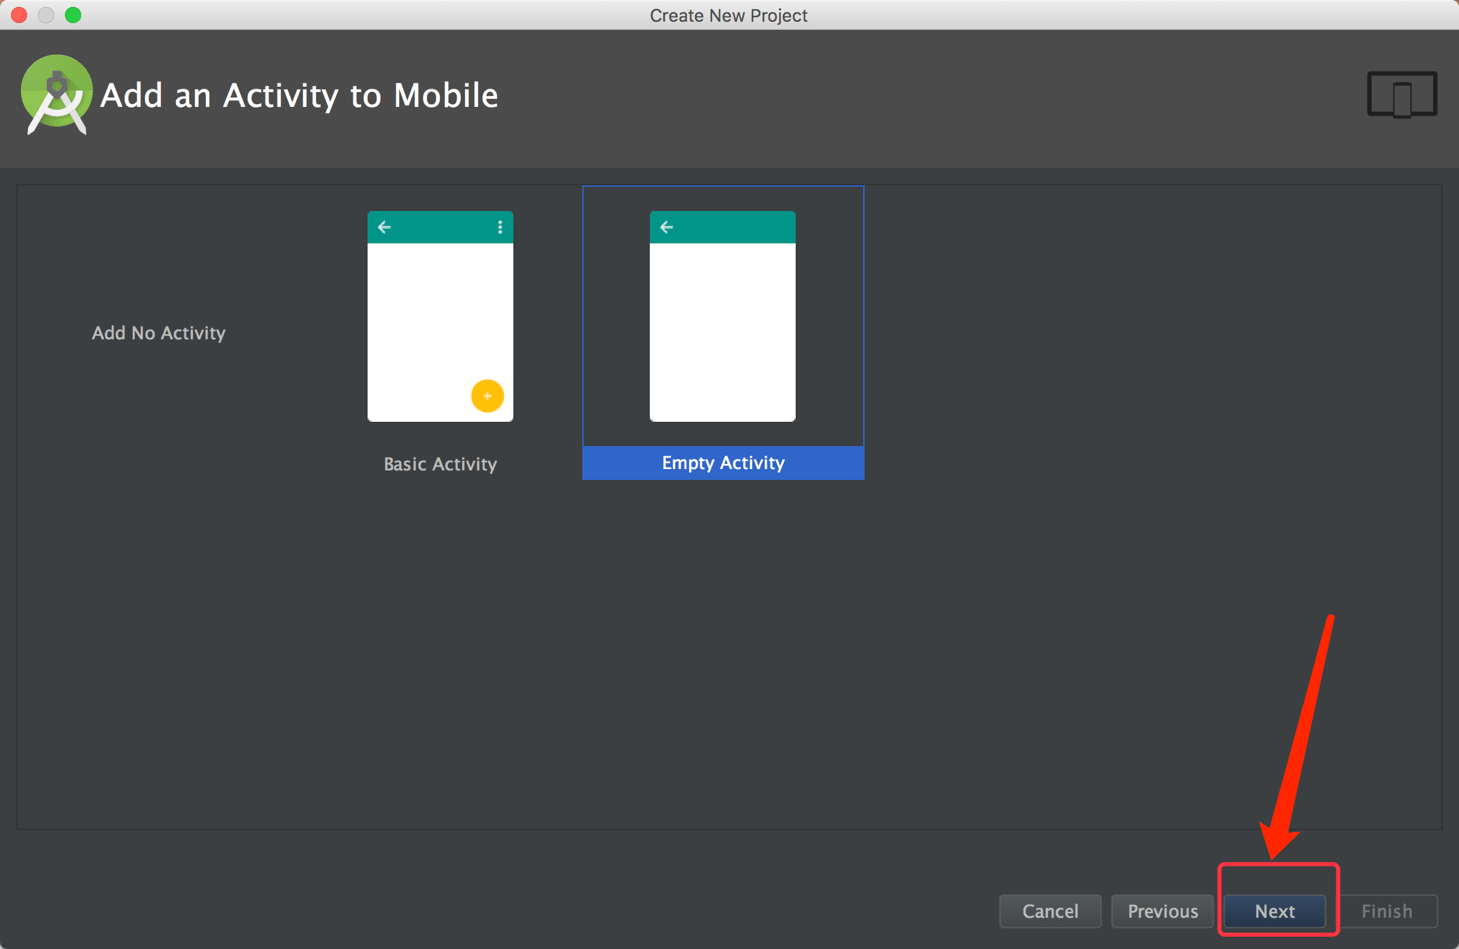 Create New Project
Add an Activity to Mobile
Add No Activity
Basic Activity
Empty Activity
Cancel
Previous
Next
Finish